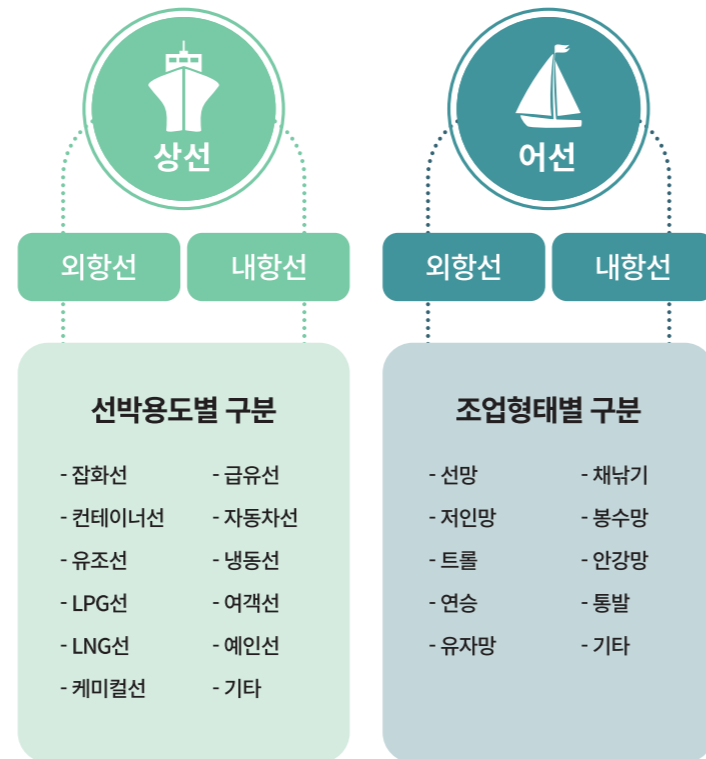 상선
외항선
내항선
선박용도별 구분
- 잡화선
- 컨테이너선
- 유조선
- LPG선
- LNG선
- 케미컬선
- 급유선
- 자동차선
- 냉동선
- 여객선
- 예인선
- 기타
어선
외항선
내항선
조업형태별 구분
- 선망
- 저인망
- 트롤
- 연승
- 유자망
- 채낚기
- 봉수망
- 안강망
- 통발
- 기타